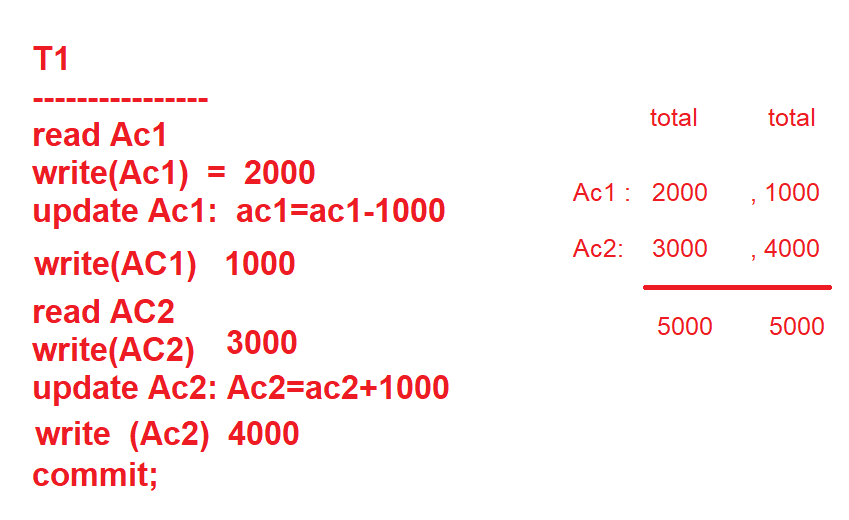 T1
----------------
read Ac1
write(Ac1) = 2000
update Ac1: ac1=ac1-1000
write(AC1) 1000
read AC2
write(AC2) 3000
update Ac2: Ac2=ac2+1000
write (Ac2) 4000
commit;
total total
Ac1 : 2000 , 1000
Ac2: 3000 , 4000
5000 5000